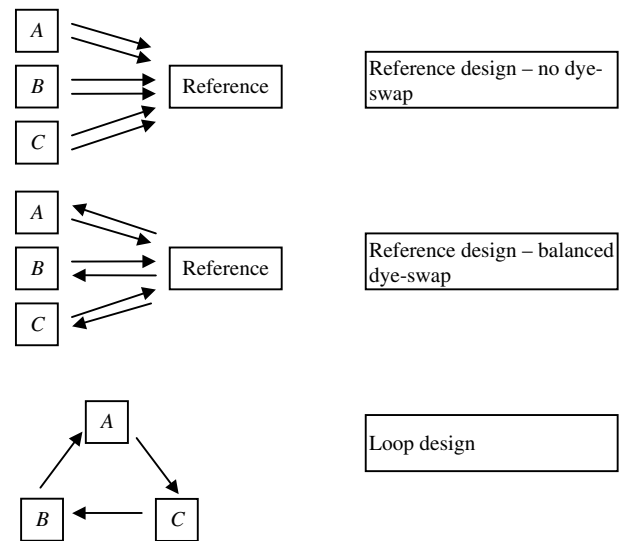 A
B
C
Reference
Reference design – no dye-
swap
A
B
C
Reference
Reference design – balanced
dye-swap
A
B
C
Loop design